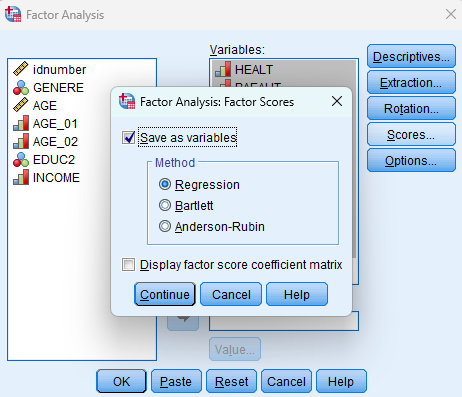 Factor Analysis
Variables:
idnumber
GENERE
AGE
AGE_01
AGE_02
EDUC2
INCOME
HEALT
Descriptives...
Extraction...
Rotation...
Scores...
Options...
Factor Analysis: Factor Scores
Save as variables
Method
Regression
Bartlett
Anderson-Rubin
Display factor score coefficient matrix
Continue
Cancel
Help
Value...
OK
Paste
Reset
Cancel
Help